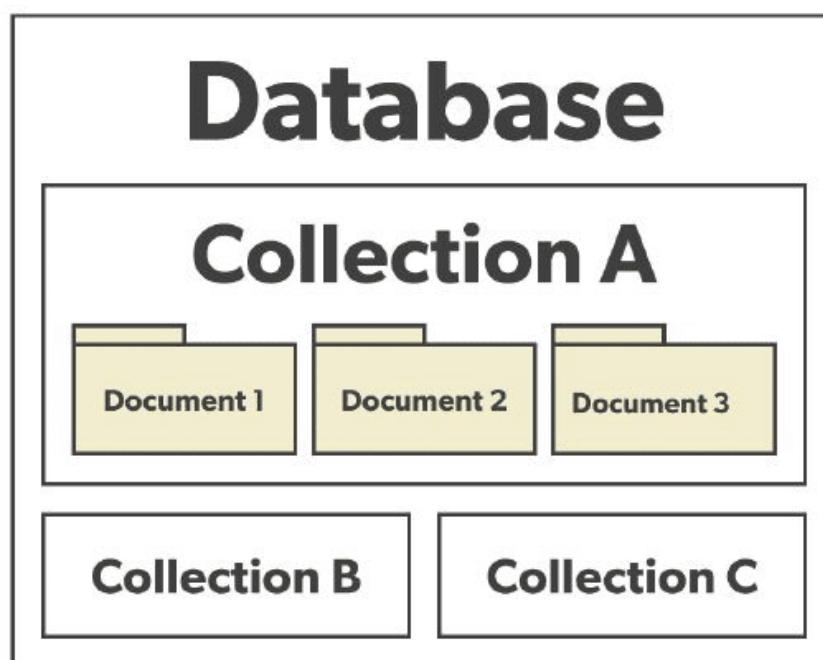 Database
Collection A
Document 1
Document 2
Document 3
Collection B
Collection C